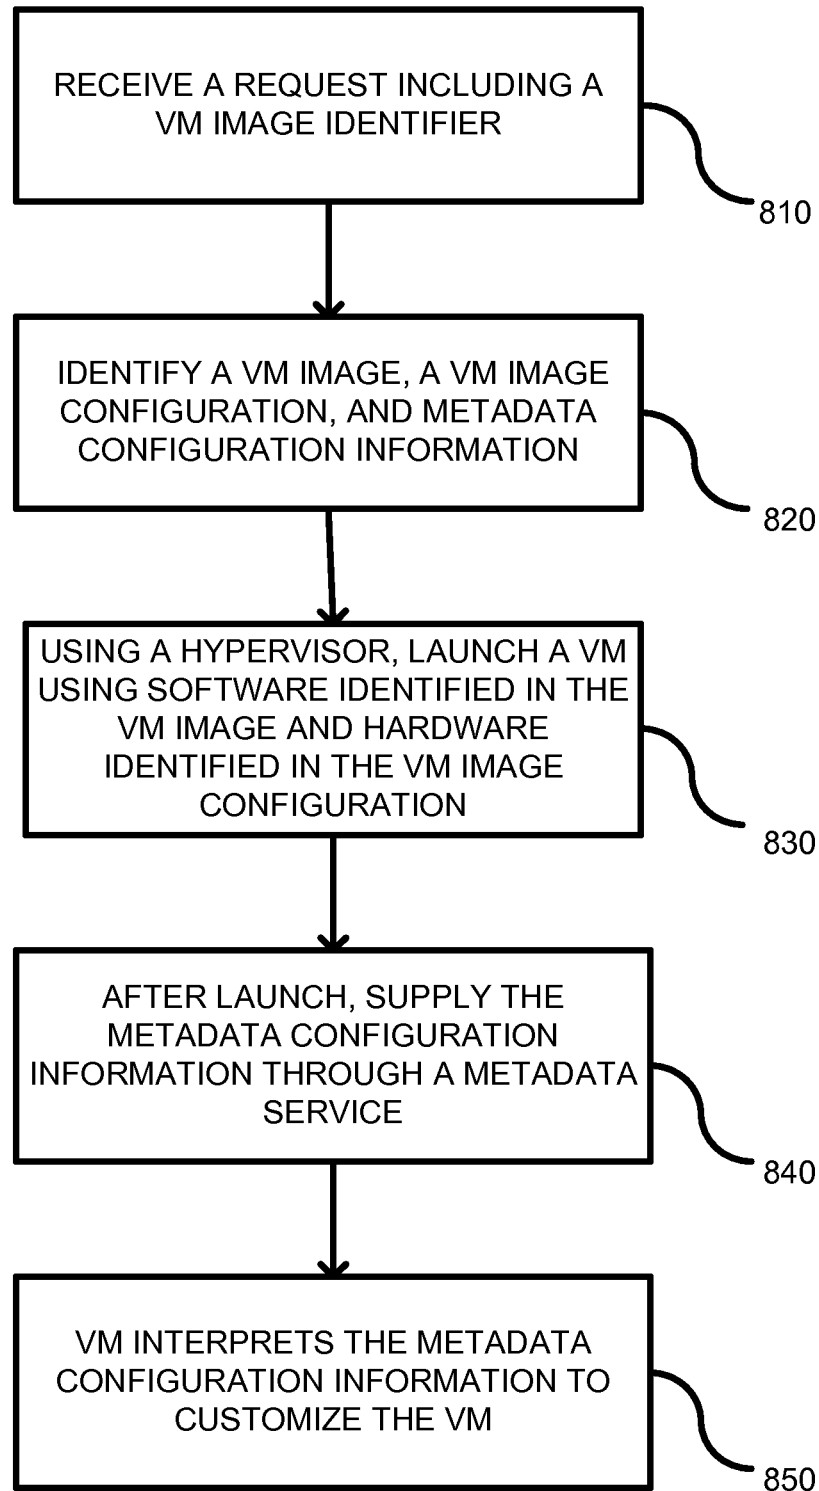 RECEIVE A REQUEST INCLUDING A
VM IMAGE IDENTIFIER
810
IDENTIFY A VM IMAGE, A VM IMAGE
CONFIGURATION, AND METADATA
CONFIGURATION INFORMATION
820
USING A HYPERVISOR, LAUNCH A VM
USING SOFTWARE IDENTIFIED IN THE
VM IMAGE AND HARDWARE
IDENTIFIED IN THE VM IMAGE
CONFIGURATION
830
AFTER LAUNCH, SUPPLY THE
METADATA CONFIGURATION
INFORMATION THROUGH A METADATA
SERVICE
840
VM INTERPRETS THE METADATA
CONFIGURATION INFORMATION TO
CUSTOMIZE THE VM
850